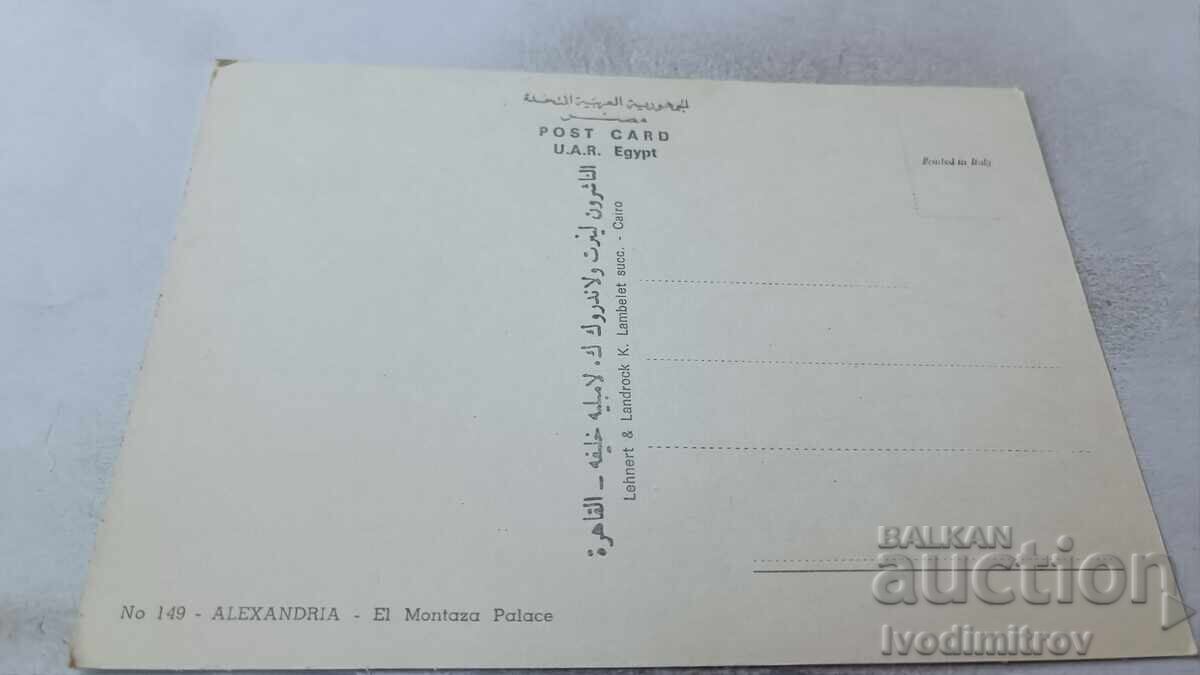 الجمهورية العربية المتحدة
مصر
POST CARD
U.A.R. Egypt
Printed in Italy
الناشرون لينرت ولاندروك ك. لامبليه خليفه - القاهرة
Lehnert & Landrock K. Lambelet succ. - Cairo
No 149 - ALEXANDRIA - El Montaza Palace
BALKAN
auction
Ivodimitrov